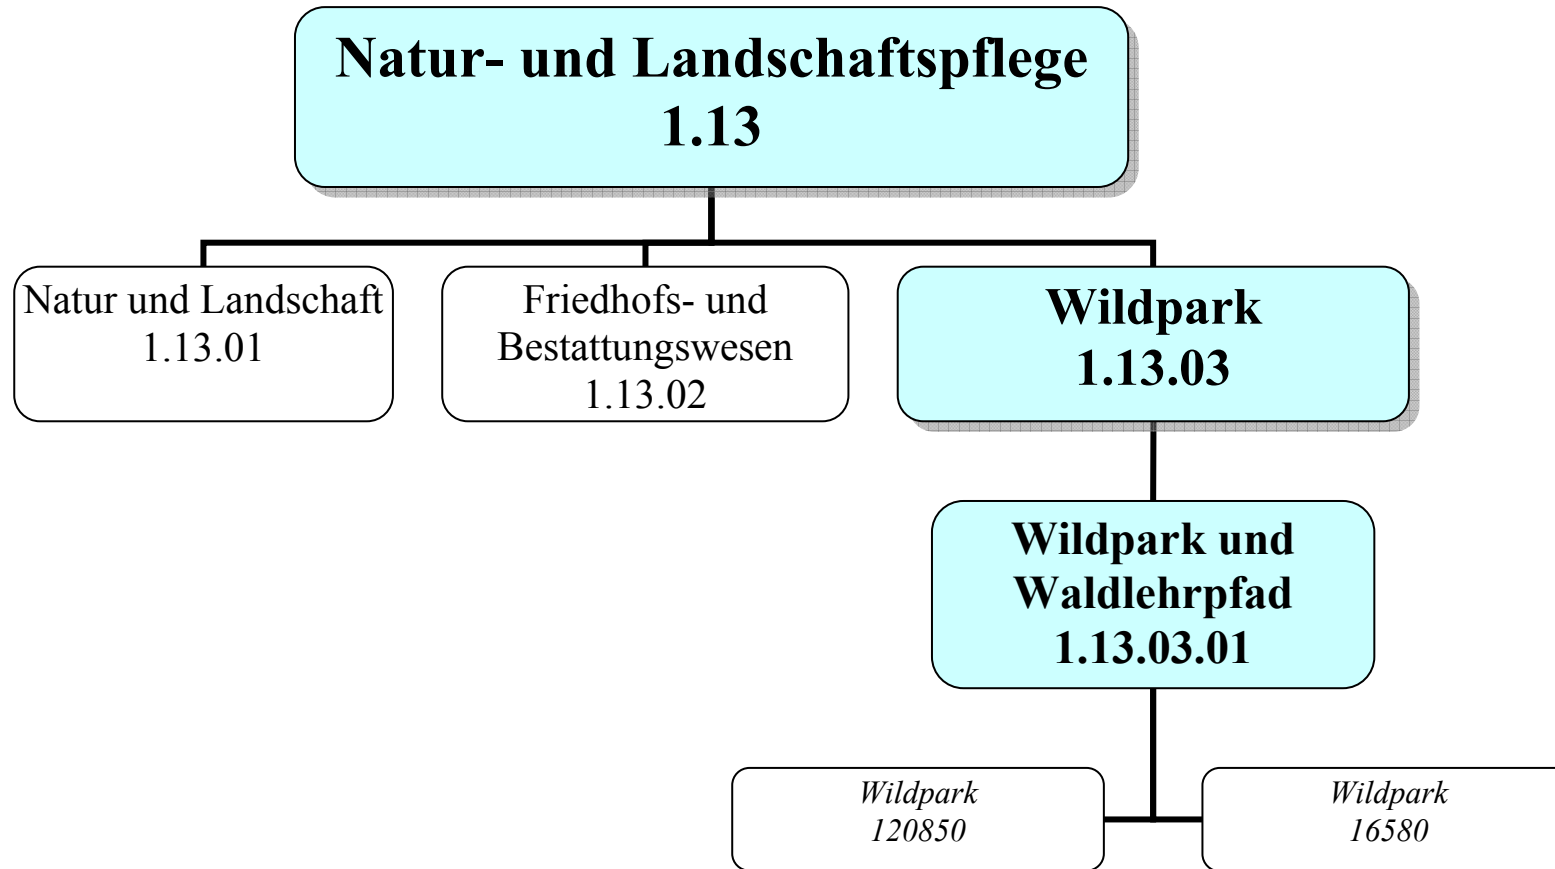 Natur- und Landschaftspflege
1.13
Natur und Landschaft
1.13.01
Friedhofs- und
Bestattungswesen
1.13.02
Wildpark
1.13.03
Wildpark und
Waldlehrpfad
1.13.03.01
Wildpark
120850
Wildpark
16580